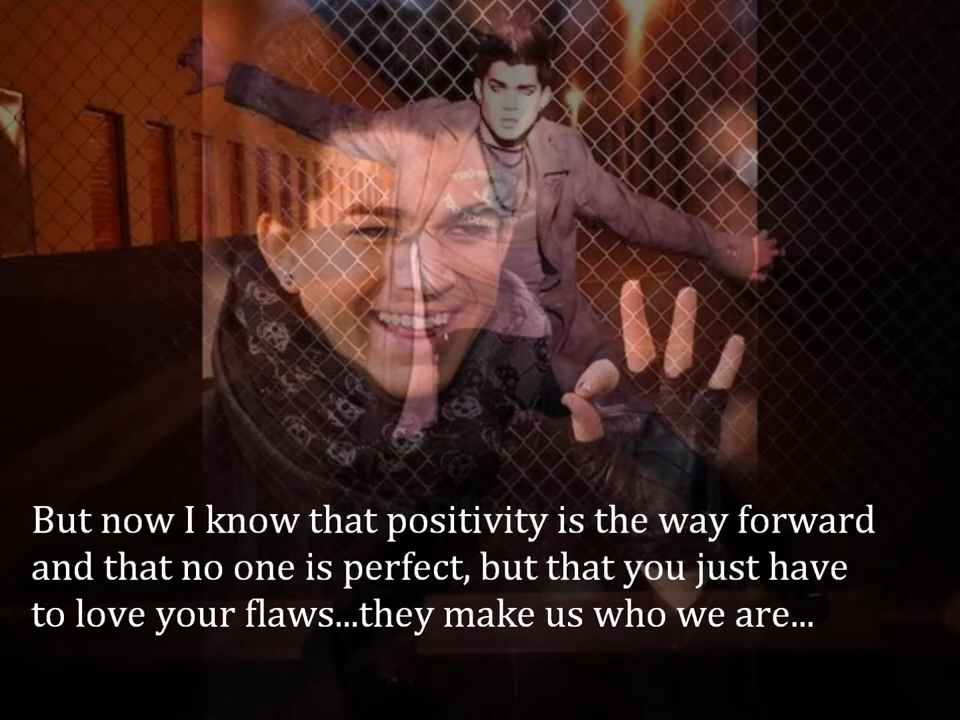 But now I know that positivity is the way forward
and that no one is perfect, but that you just have
to love your flaws...they make us who we are...